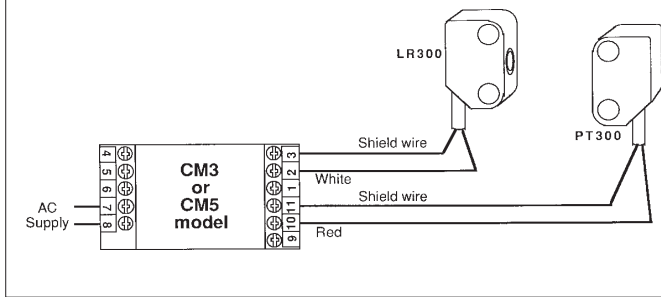 LR300
PT300
Shield wire
White
Shield wire
Red
AC
Supply
CM3
or
CM5
model
4
5
6
7
8
3
2
1
11
10
9